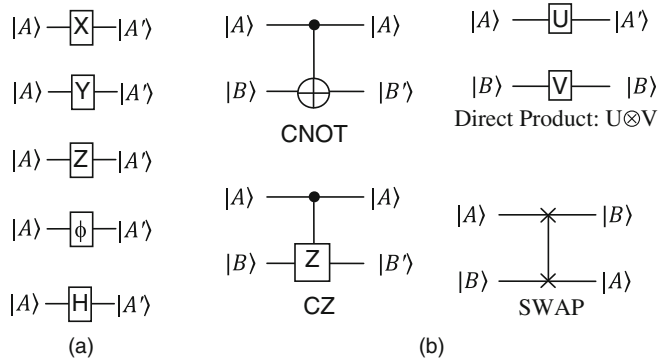 |A⟩ X |A'⟩
|A⟩ Y |A'⟩
|A⟩ Z |A'⟩
|A⟩ ϕ |A'⟩
|A⟩ H |A'⟩
(a)
|A⟩ |A⟩
|B⟩ |B'⟩
CNOT
|A⟩ U |A'⟩
|B⟩ V |B⟩
Direct Product: U⊗V
|A⟩ |A⟩
|B⟩ Z |B'⟩
CZ
|A⟩ |B⟩
|B⟩ |A⟩
SWAP
(b)